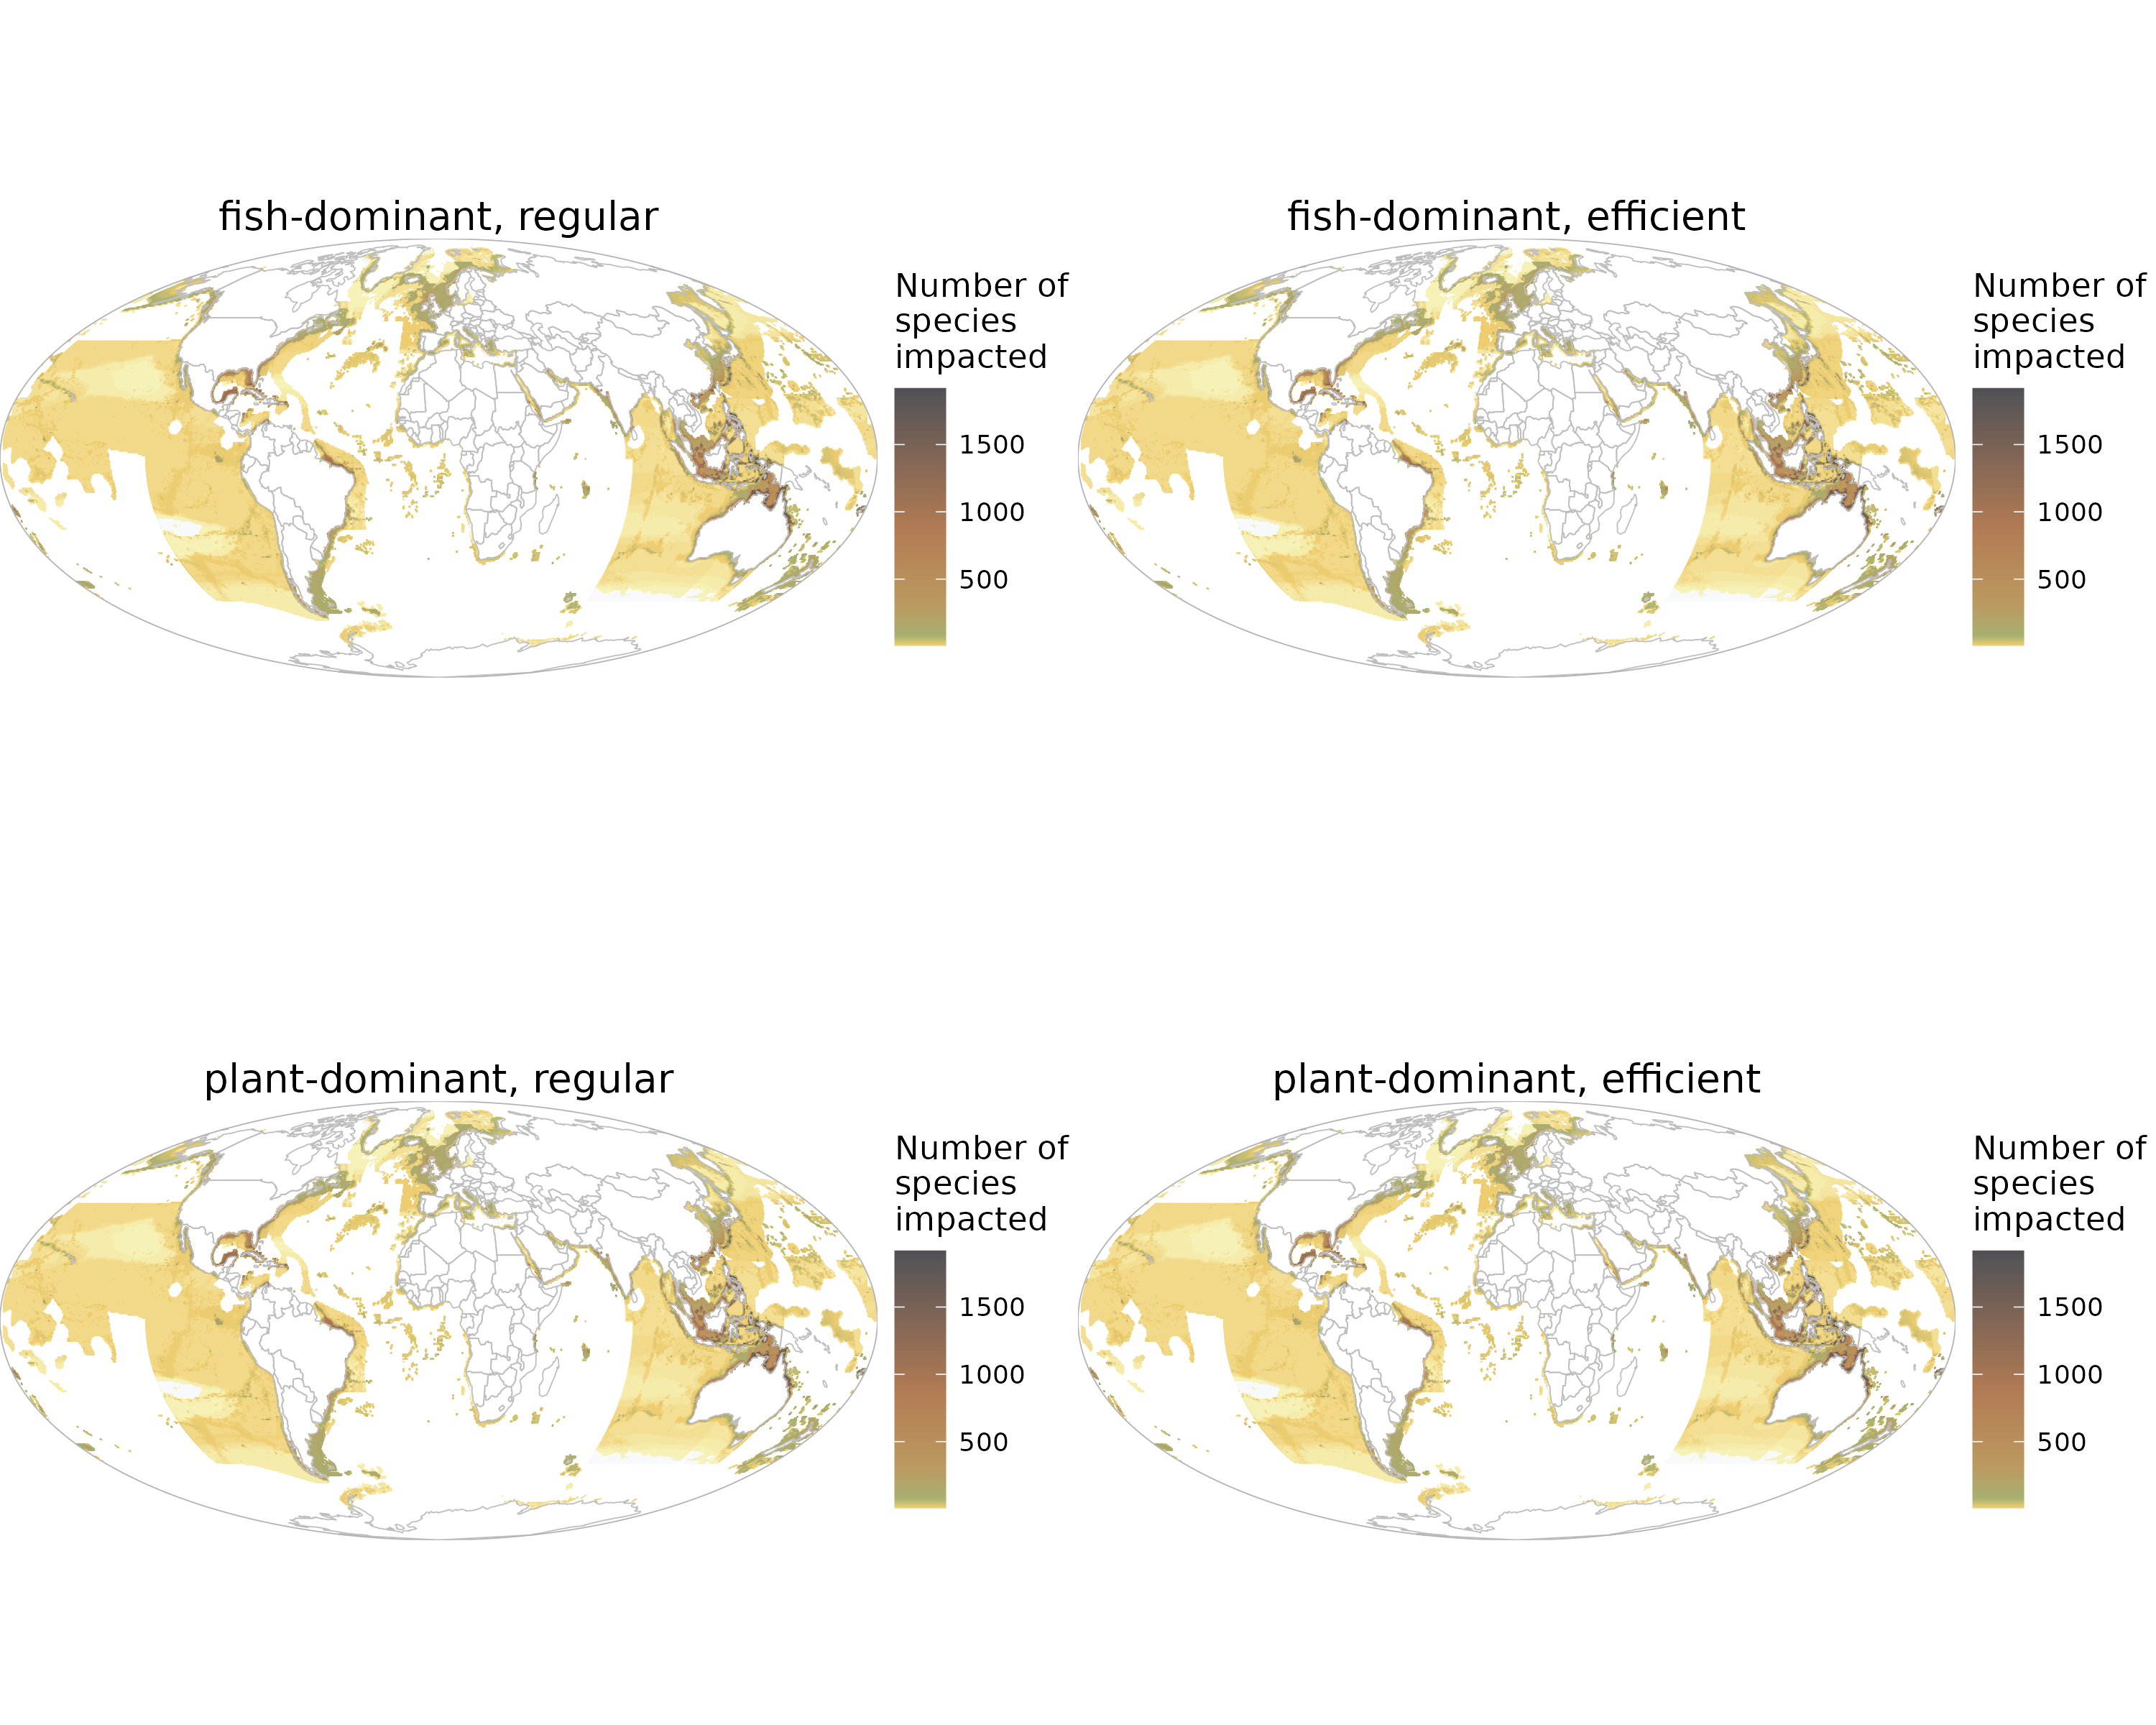 fish-dominant, regular
Number of
species
impacted
1500
1000
500
fish-dominant, efficient
Number of
species
impacted
1500
1000
500
plant-dominant, regular
Number of
species
impacted
1500
1000
500
plant-dominant, efficient
Number of
species
impacted
1500
1000
500